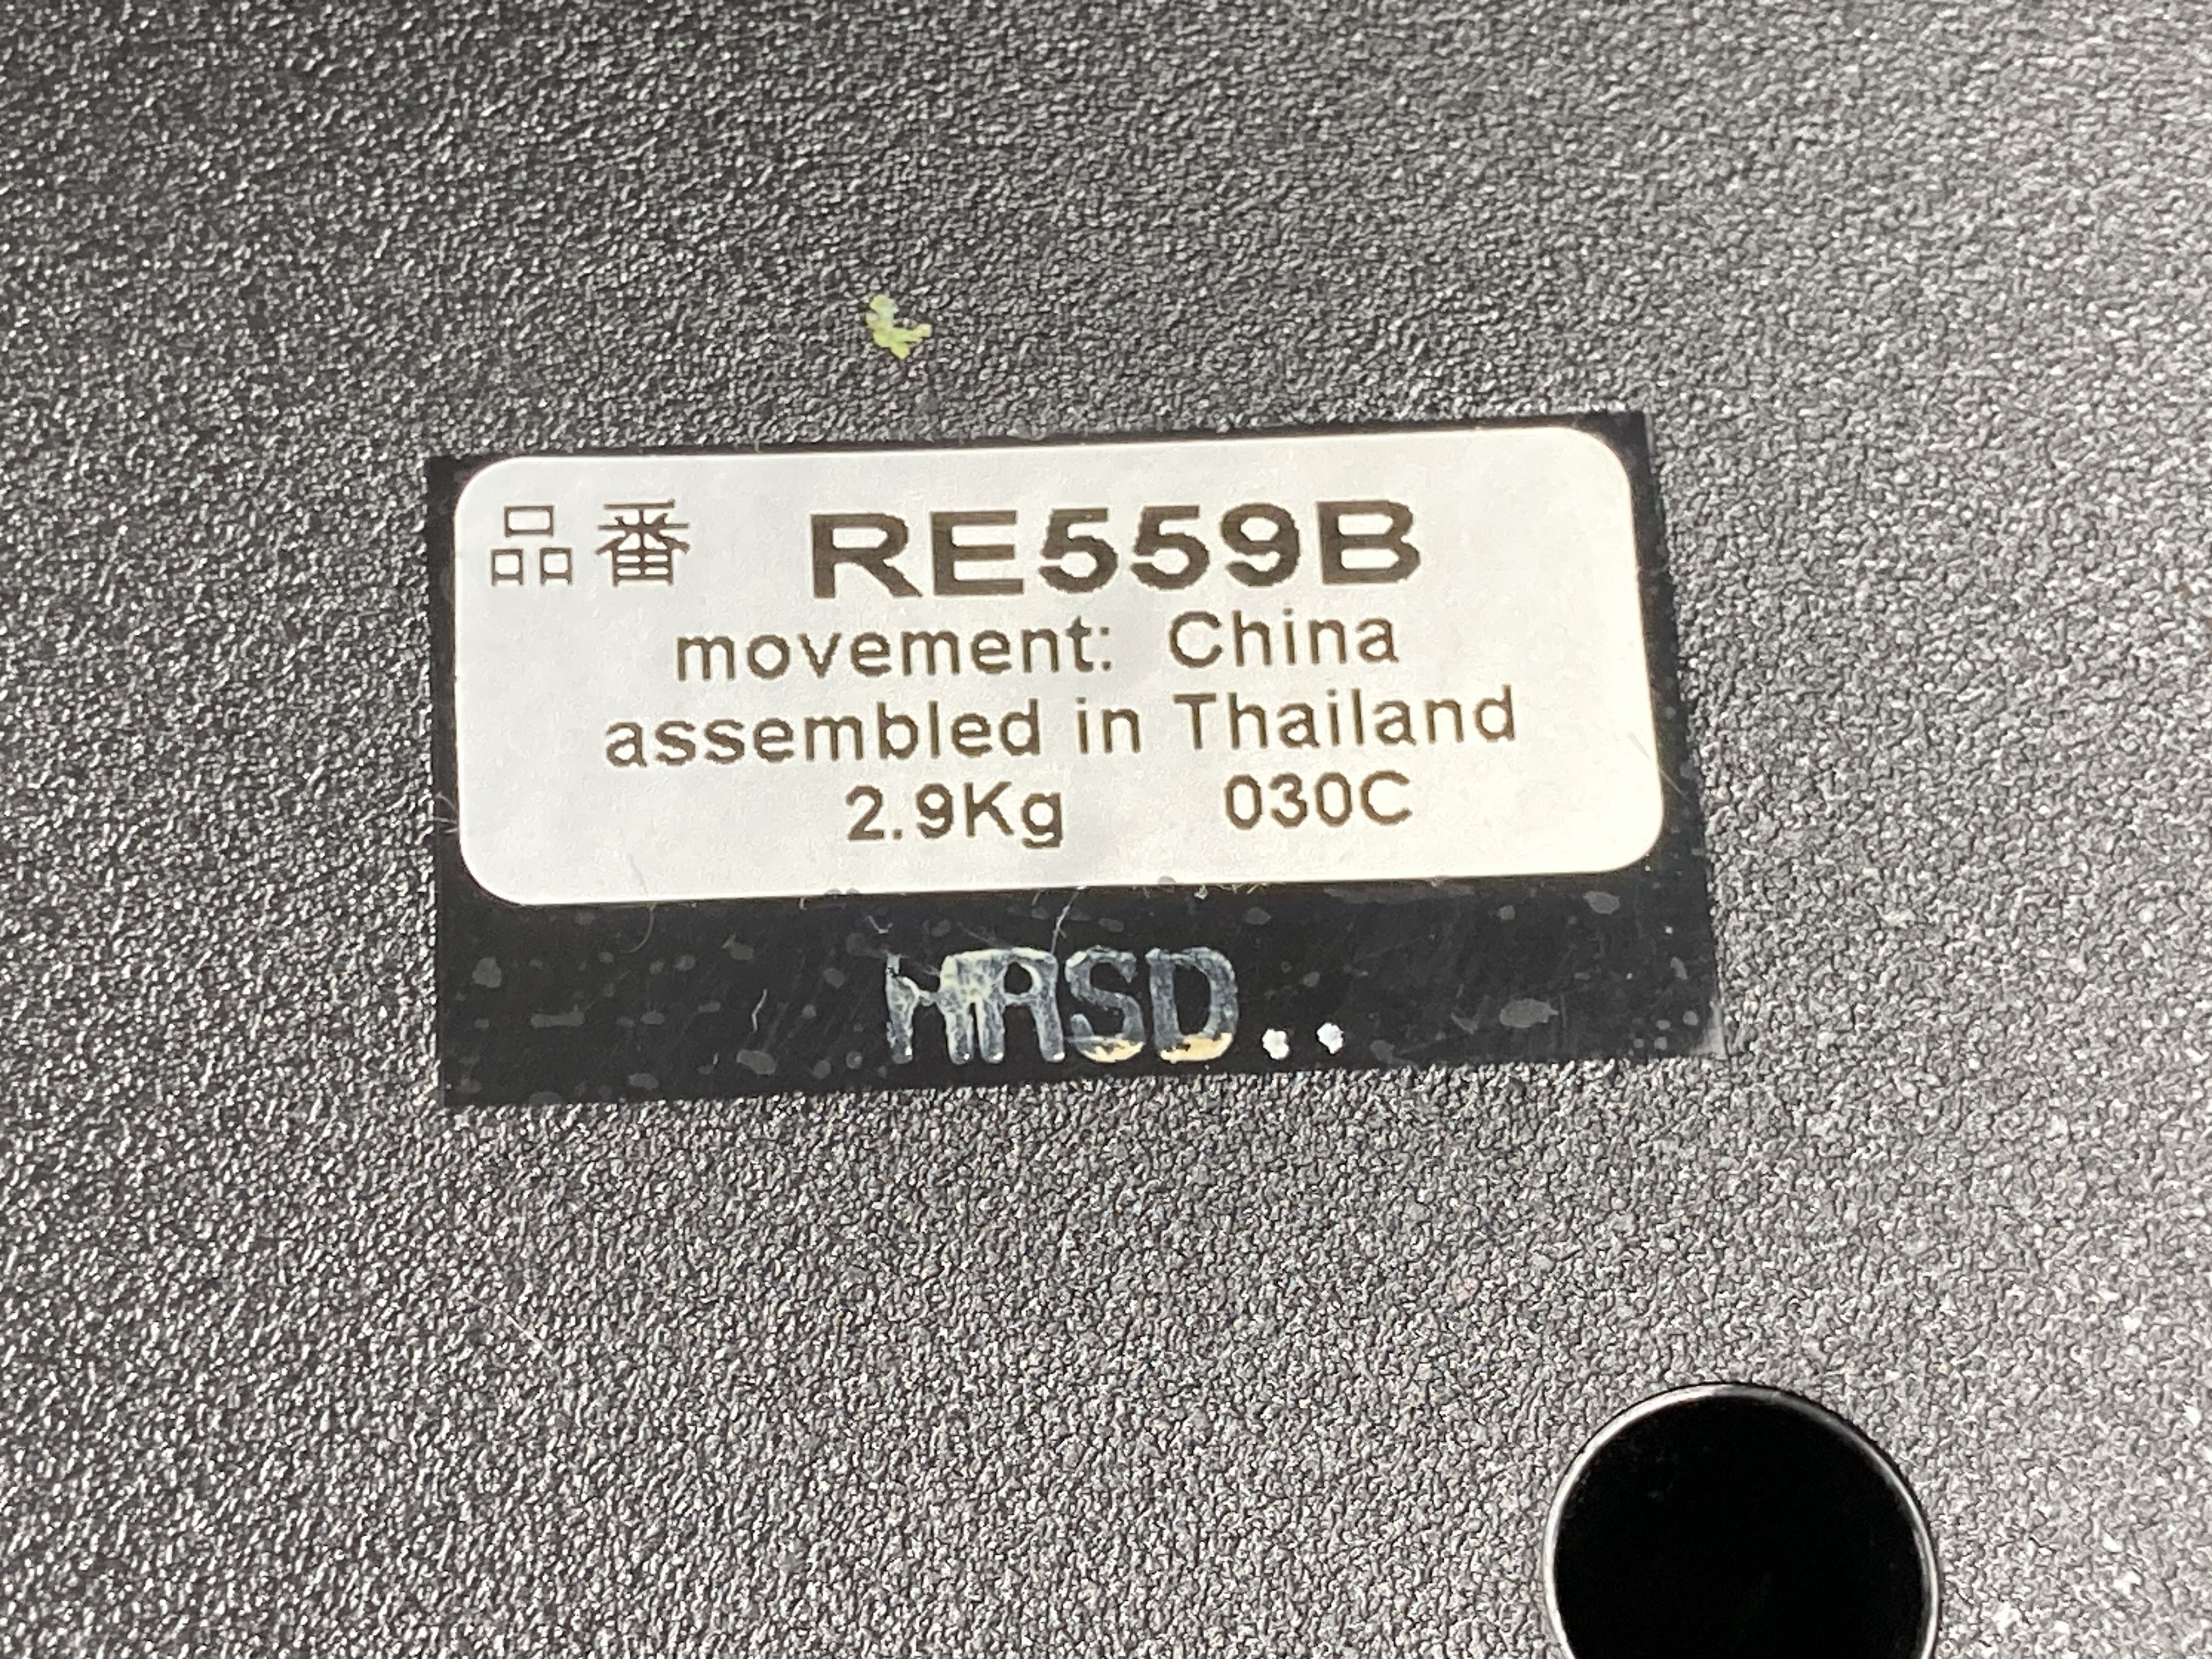 品番 RE559B
movement: China
assembled in Thailand
2.9Kg 030C